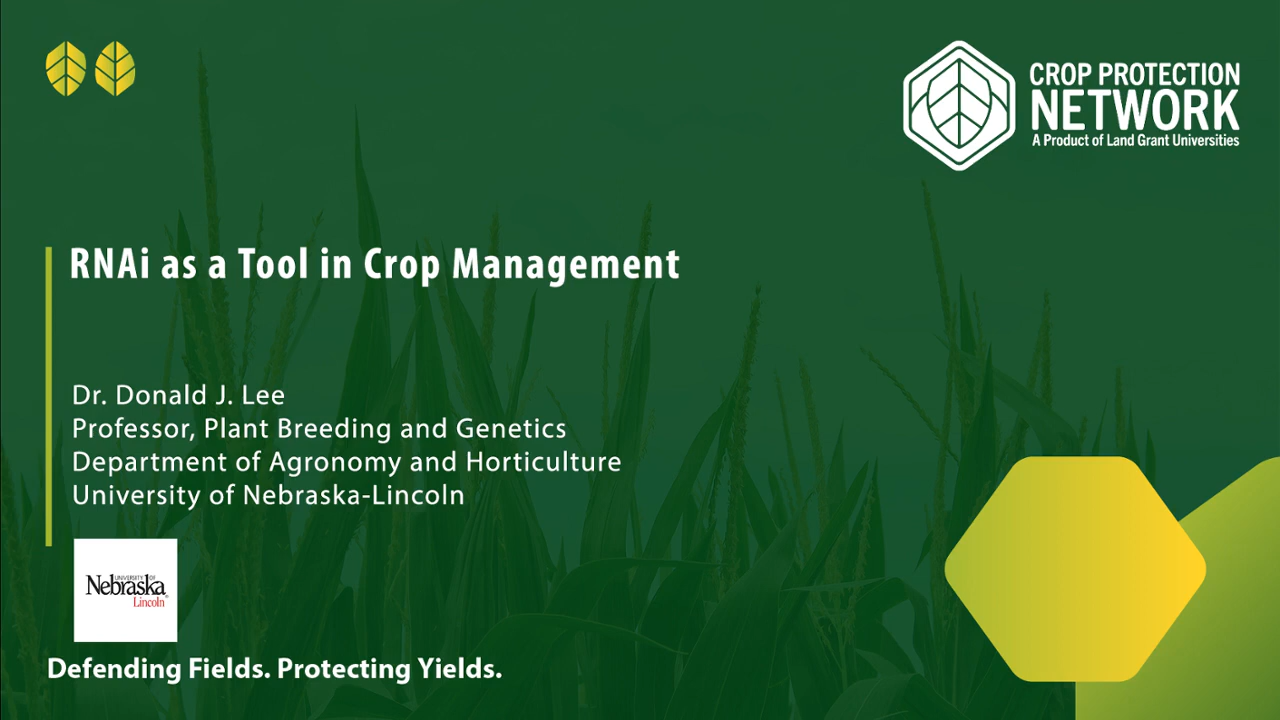 CROP PROTECTION
NETWORK
A Product of Land Grant Universities
RNAi as a Tool in Crop Management
Dr. Donald J. Lee
Professor, Plant Breeding and Genetics
Department of Agronomy and Horticulture
University of Nebraska-Lincoln
UNIVERSITY OF
Nebraska
Lincoln
Defending Fields. Protecting Yields.